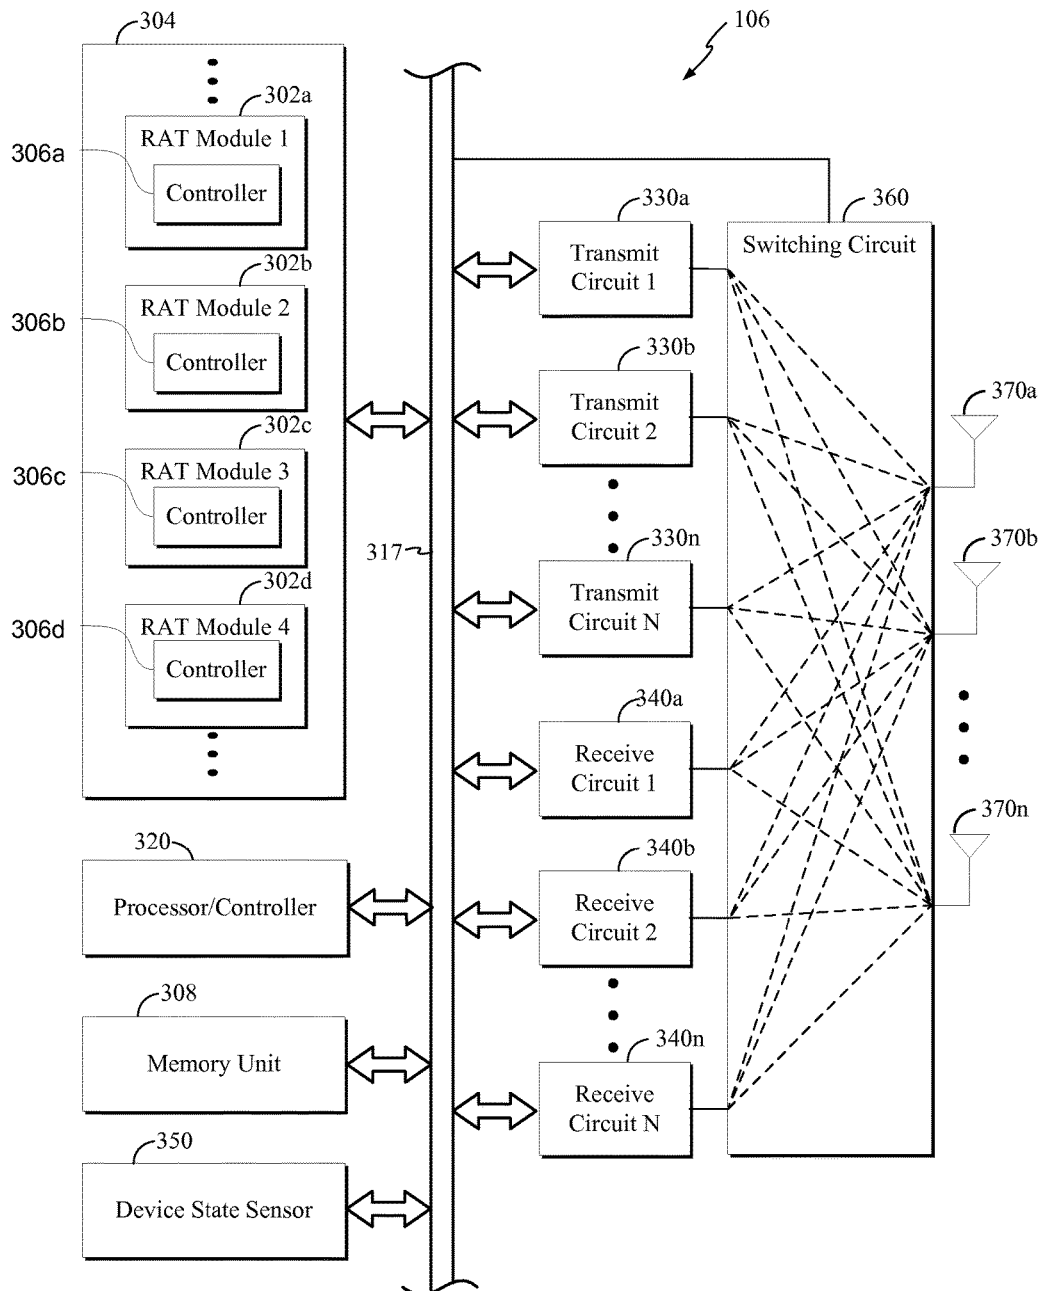 304
106
302a
RAT Module 1
306a
Controller
302b
RAT Module 2
306b
Controller
302c
RAT Module 3
306c
Controller
302d
RAT Module 4
306d
Controller
320
Processor/Controller
308
Memory Unit
350
Device State Sensor
317
330a
Transmit
Circuit 1
330b
Transmit
Circuit 2
330n
Transmit
Circuit N
340a
Receive
Circuit 1
340b
Receive
Circuit 2
340n
Receive
Circuit N
360
Switching Circuit
370a
370b
370n